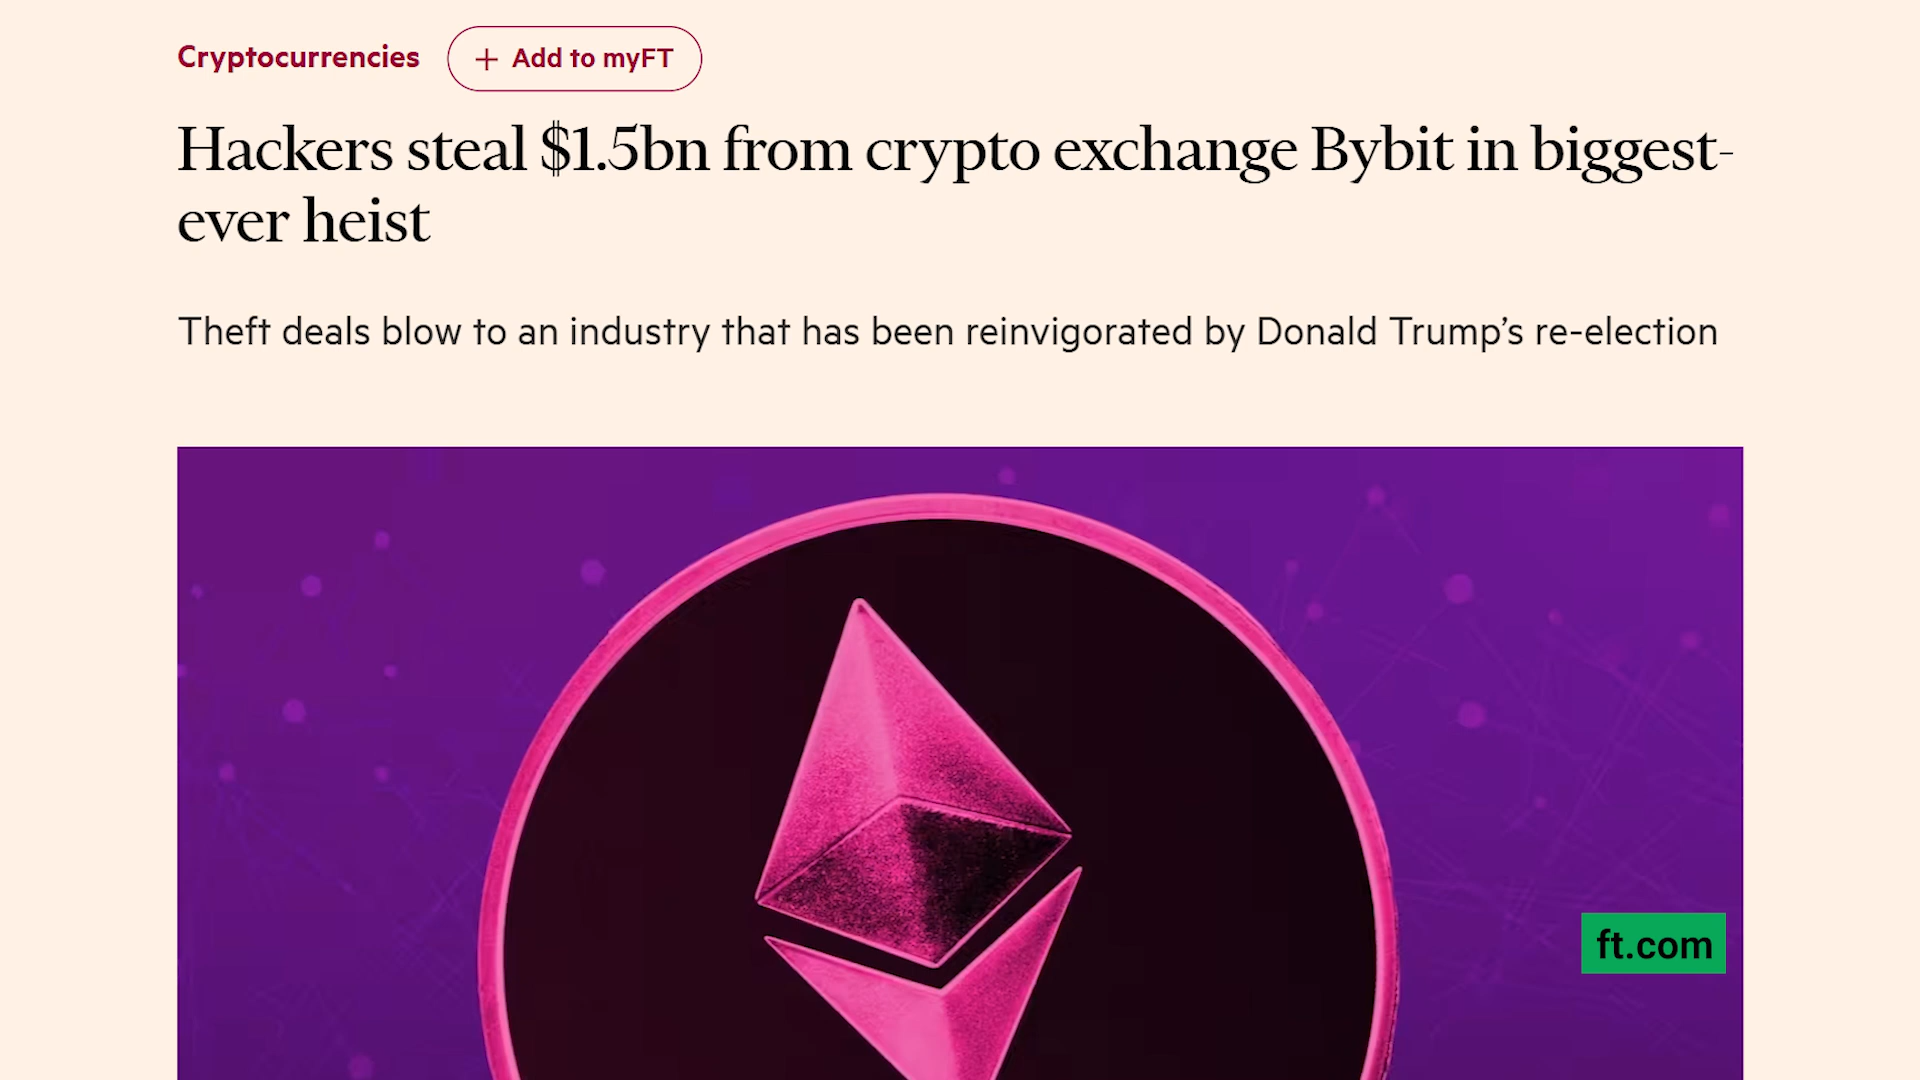 Cryptocurrencies
+ Add to myFT
Hackers steal $1.5bn from crypto exchange Bybit in biggest-
ever heist
Theft deals blow to an industry that has been reinvigorated by Donald Trump’s re-election
ft.com